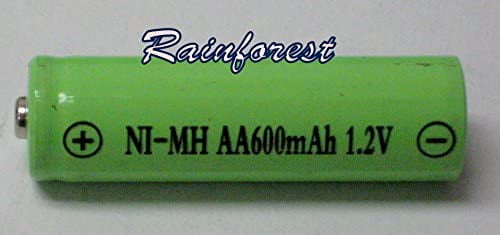 Rainforest
+ NI-MH AA600mAh 1.2V -